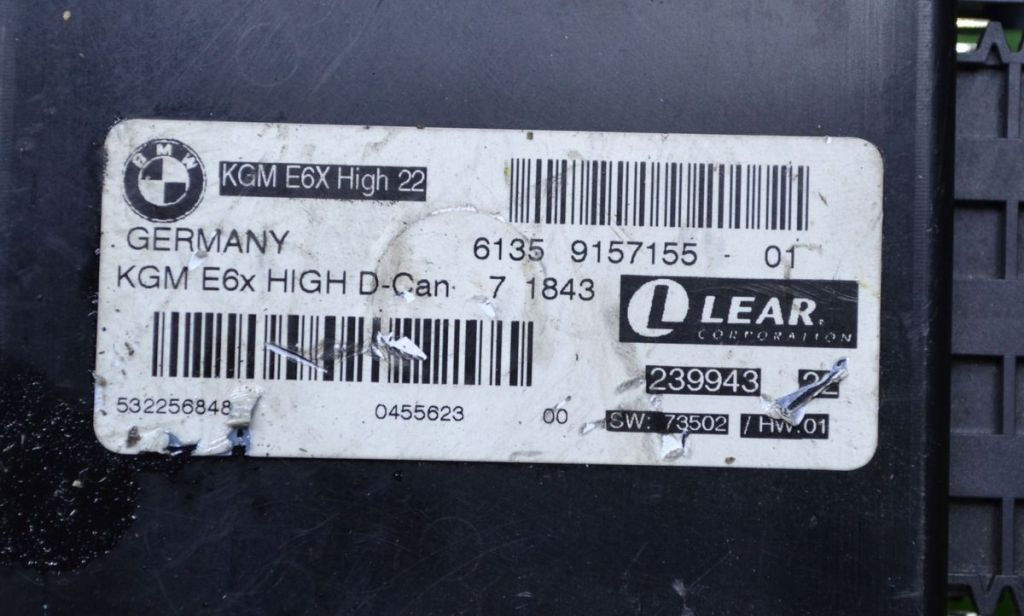 BMW
KGM E6X High 22
GERMANY
6135 9157155 - 01
KGM E6x HIGH D-Can 7 1843
L LEAR.
CORPORATION
239943
532256848 0455623 00
SW: 73502 / HW:01